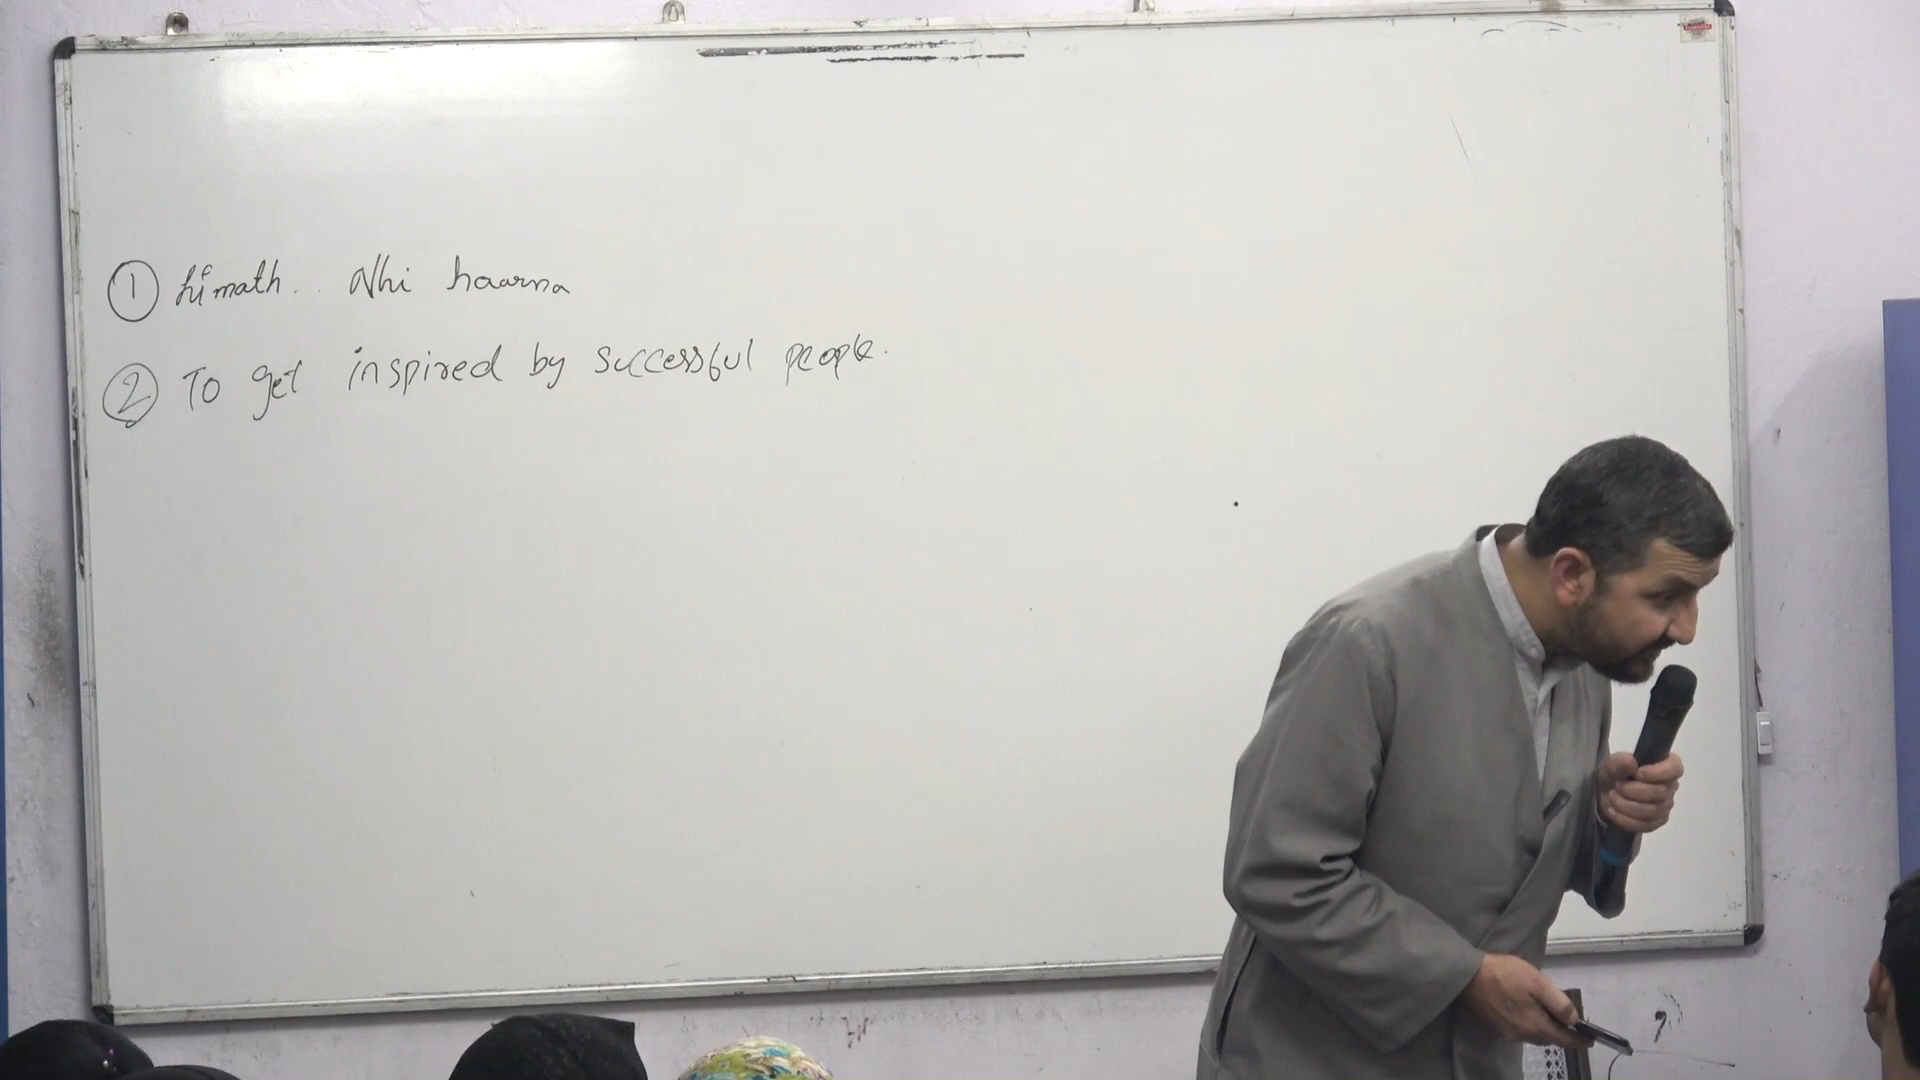 ① himath.. Nhi haarna
② To get inspired by successful people.